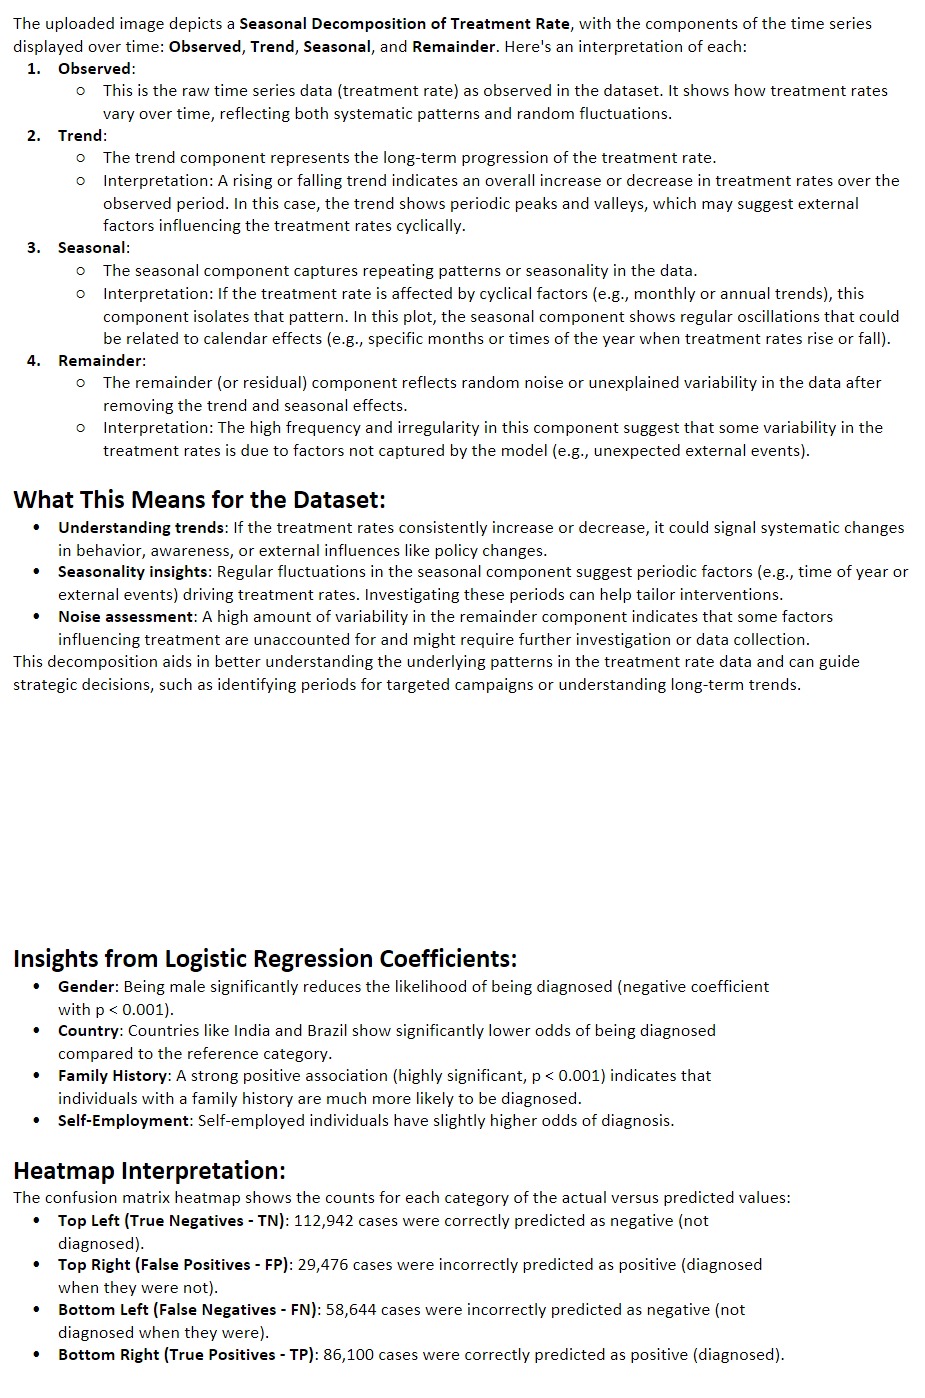 The uploaded image depicts a Seasonal Decomposition of Treatment Rate, with the components of the time series
displayed over time: Observed, Trend, Seasonal, and Remainder. Here's an interpretation of each:
1. Observed:
o This is the raw time series data (treatment rate) as observed in the dataset. It shows how treatment rates
vary over time, reflecting both systematic patterns and random fluctuations.
2. Trend:
o The trend component represents the long-term progression of the treatment rate.
o Interpretation: A rising or falling trend indicates an overall increase or decrease in treatment rates over the
observed period. In this case, the trend shows periodic peaks and valleys, which may suggest external
factors influencing the treatment rates cyclically.
3. Seasonal:
o The seasonal component captures repeating patterns or seasonality in the data.
o Interpretation: If the treatment rate is affected by cyclical factors (e.g., monthly or annual trends), this
component isolates that pattern. In this plot, the seasonal component shows regular oscillations that could
be related to calendar effects (e.g., specific months or times of the year when treatment rates rise or fall).
4. Remainder:
o The remainder (or residual) component reflects random noise or unexplained variability in the data after
removing the trend and seasonal effects.
o Interpretation: The high frequency and irregularity in this component suggest that some variability in the
treatment rates is due to factors not captured by the model (e.g., unexpected external events).
What This Means for the Dataset:
• Understanding trends: If the treatment rates consistently increase or decrease, it could signal systematic changes
in behavior, awareness, or external influences like policy changes.
• Seasonality insights: Regular fluctuations in the seasonal component suggest periodic factors (e.g., time of year or
external events) driving treatment rates. Investigating these periods can help tailor interventions.
• Noise assessment: A high amount of variability in the remainder component indicates that some factors
influencing treatment are unaccounted for and might require further investigation or data collection.
This decomposition aids in better understanding the underlying patterns in the treatment rate data and can guide
strategic decisions, such as identifying periods for targeted campaigns or understanding long-term trends.
Insights from Logistic Regression Coefficients:
• Gender: Being male significantly reduces the likelihood of being diagnosed (negative coefficient
with p < 0.001).
• Country: Countries like India and Brazil show significantly lower odds of being diagnosed
compared to the reference category.
• Family History: A strong positive association (highly significant, p < 0.001) indicates that
individuals with a family history are much more likely to be diagnosed.
• Self-Employment: Self-employed individuals have slightly higher odds of diagnosis.
Heatmap Interpretation:
The confusion matrix heatmap shows the counts for each category of the actual versus predicted values:
• Top Left (True Negatives - TN): 112,942 cases were correctly predicted as negative (not
diagnosed).
• Top Right (False Positives - FP): 29,476 cases were incorrectly predicted as positive (diagnosed
when they were not).
• Bottom Left (False Negatives - FN): 58,644 cases were incorrectly predicted as negative (not
diagnosed when they were).
• Bottom Right (True Positives - TP): 86,100 cases were correctly predicted as positive (diagnosed).